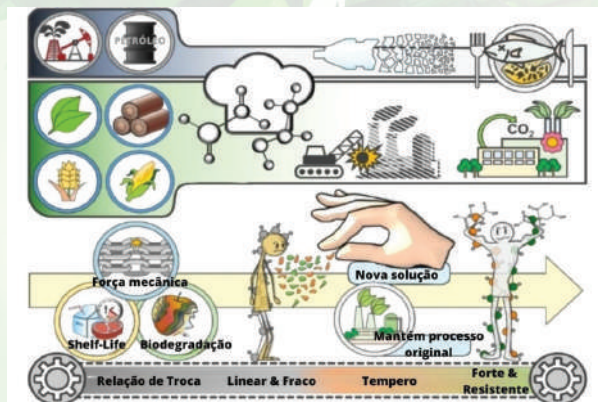 PETRÓLEO
CO₂
Força mecânica
Nova solução
Shelf-Life
Biodegradação
Mantém processo
original
Relação de Troca
Linear & Fraco
Tempero
Forte &
Resistente